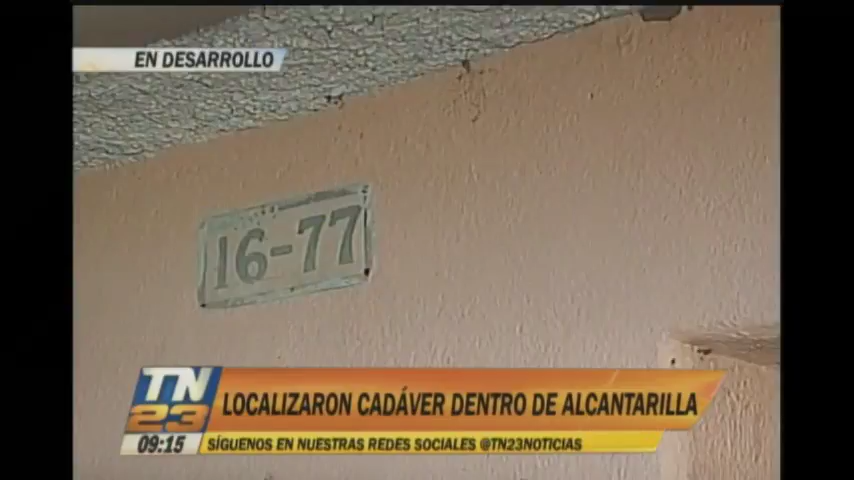 EN DESARROLLO
16-77
TN
23
LOCALIZARON CADÁVER DENTRO DE ALCANTARILLA
09:15
SÍGUENOS EN NUESTRAS REDES SOCIALES @TN23NOTICIAS